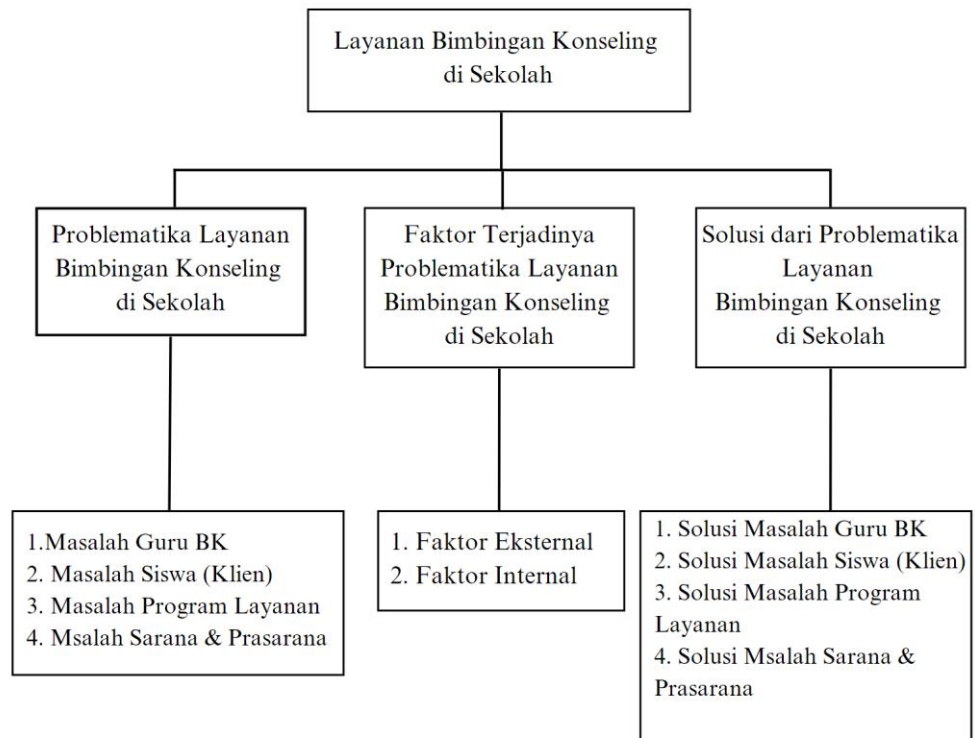 Layanan Bimbingan Konseling
di Sekolah
Problematika Layanan
Bimbingan Konseling
di Sekolah
Faktor Terjadinya
Problematika Layanan
Bimbingan Konseling
di Sekolah
Solusi dari Problematika
Layanan
Bimbingan Konseling
di Sekolah
1.Masalah Guru BK
2. Masalah Siswa (Klien)
3. Masalah Program Layanan
4. Msalah Sarana & Prasarana
1. Faktor Eksternal
2. Faktor Internal
1. Solusi Masalah Guru BK
2. Solusi Masalah Siswa (Klien)
3. Solusi Masalah Program
Layanan
4. Solusi Msalah Sarana &
Prasarana